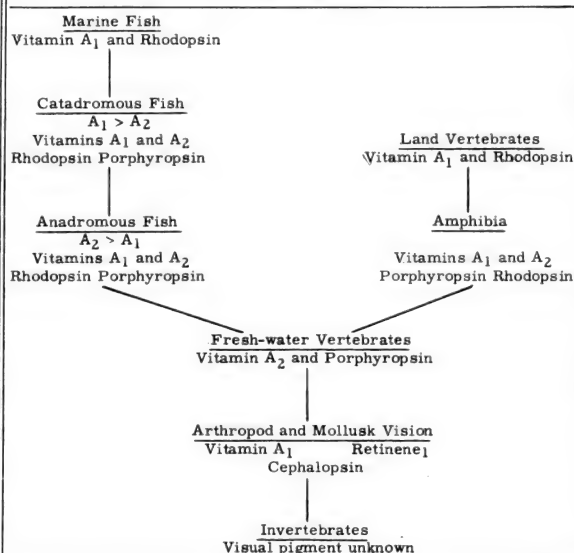 Marine Fish
Vitamin A1 and Rhodopsin
Catadromous Fish
A1 > A2
Vitamins A1 and A2
Rhodopsin Porphyropsin
Land Vertebrates
Vitamin A1 and Rhodopsin
Anadromous Fish
A2 > A1
Vitamins A1 and A2
Rhodopsin Porphyropsin
Amphibia
Vitamins A1 and A2
Porphyropsin Rhodopsin
Fresh-water Vertebrates
Vitamin A2 and Porphyropsin
Arthropod and Mollusk Vision
Vitamin A1 Retinene1
Cephalopsin
Invertebrates
Visual pigment unknown